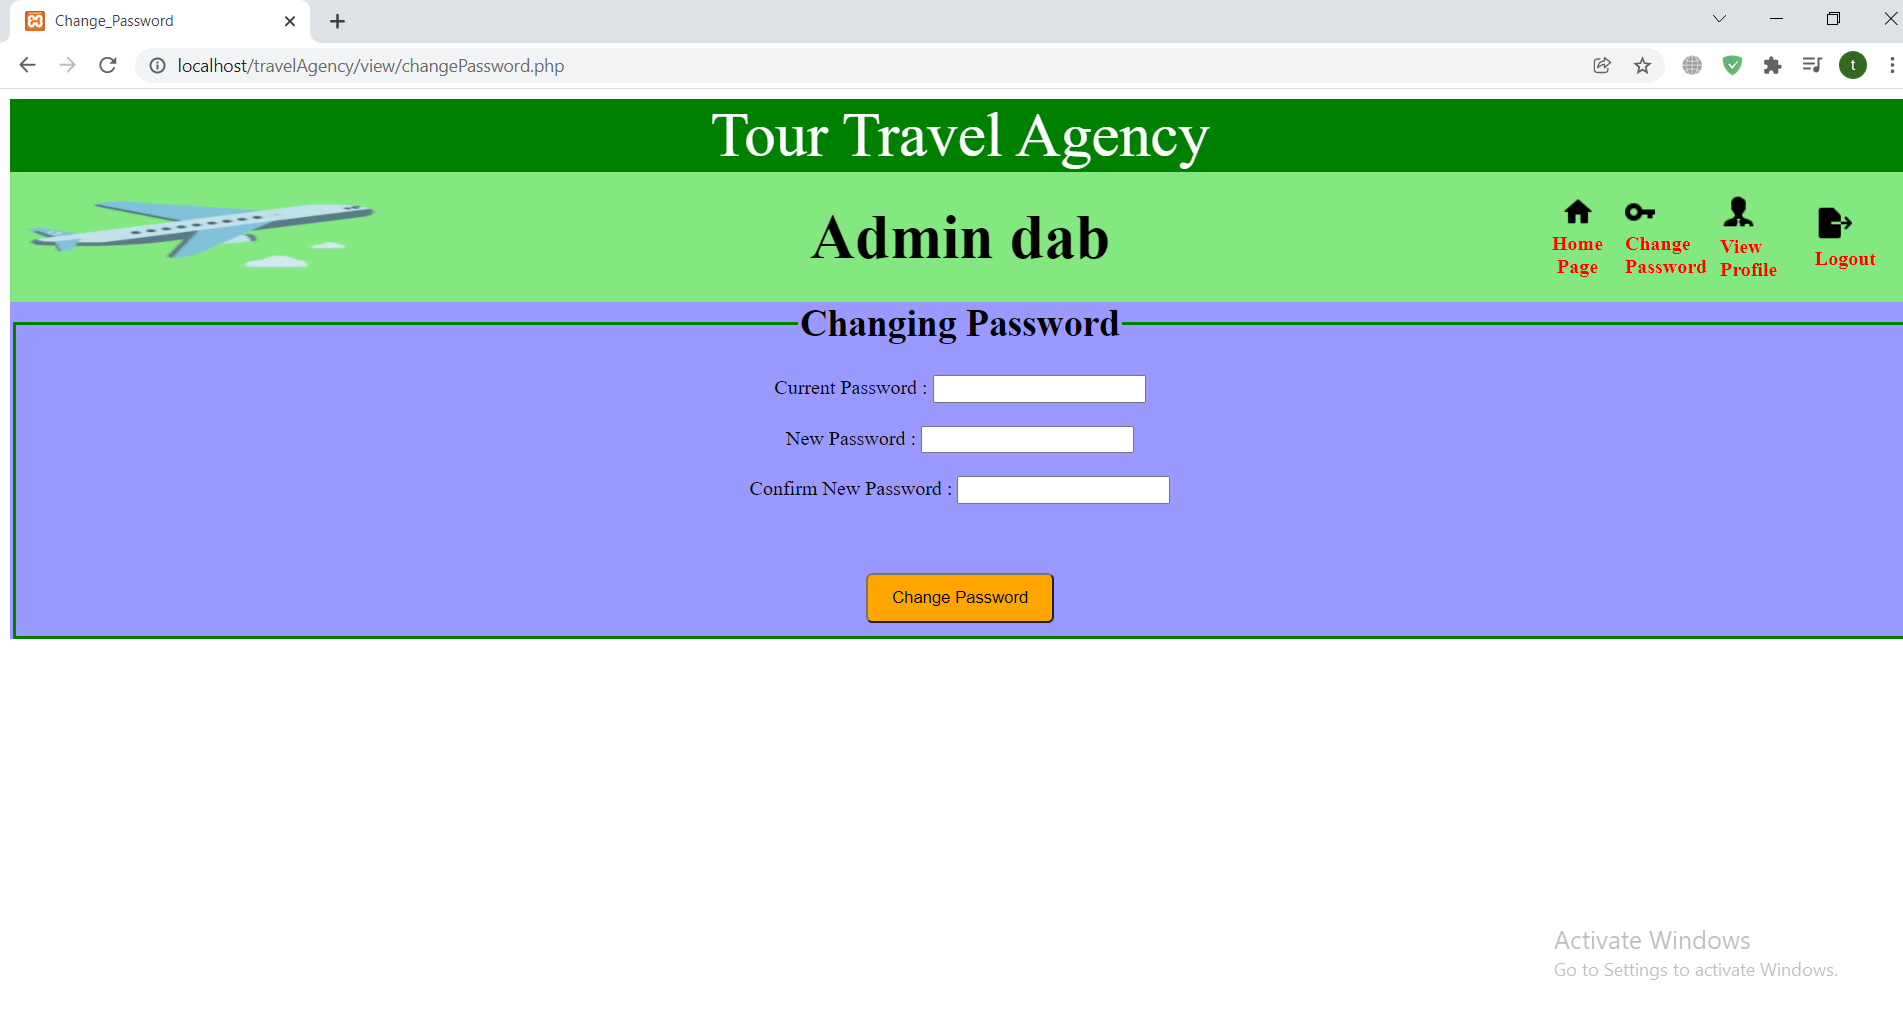 Change_Password
localhost/travelAgency/view/changePassword.php
t
Tour Travel Agency
Admin dab
Home
Page
Change
Password
View
Profile
Logout
Changing Password
Current Password :
New Password :
Confirm New Password :
Change Password
Activate Windows
Go to Settings to activate Windows.